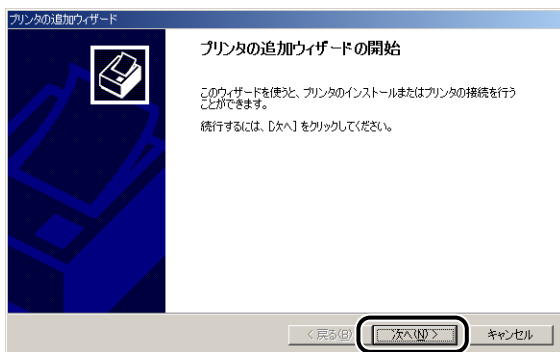 プリンタの追加ウィザード
プリンタの追加ウィザードの開始
このウィザードを使うと、プリンタのインストールまたはプリンタの接続を行う
ことができます。
続行するには、[次へ] をクリックしてください。
< 戻る(B)
次へ(N) >
キャンセル